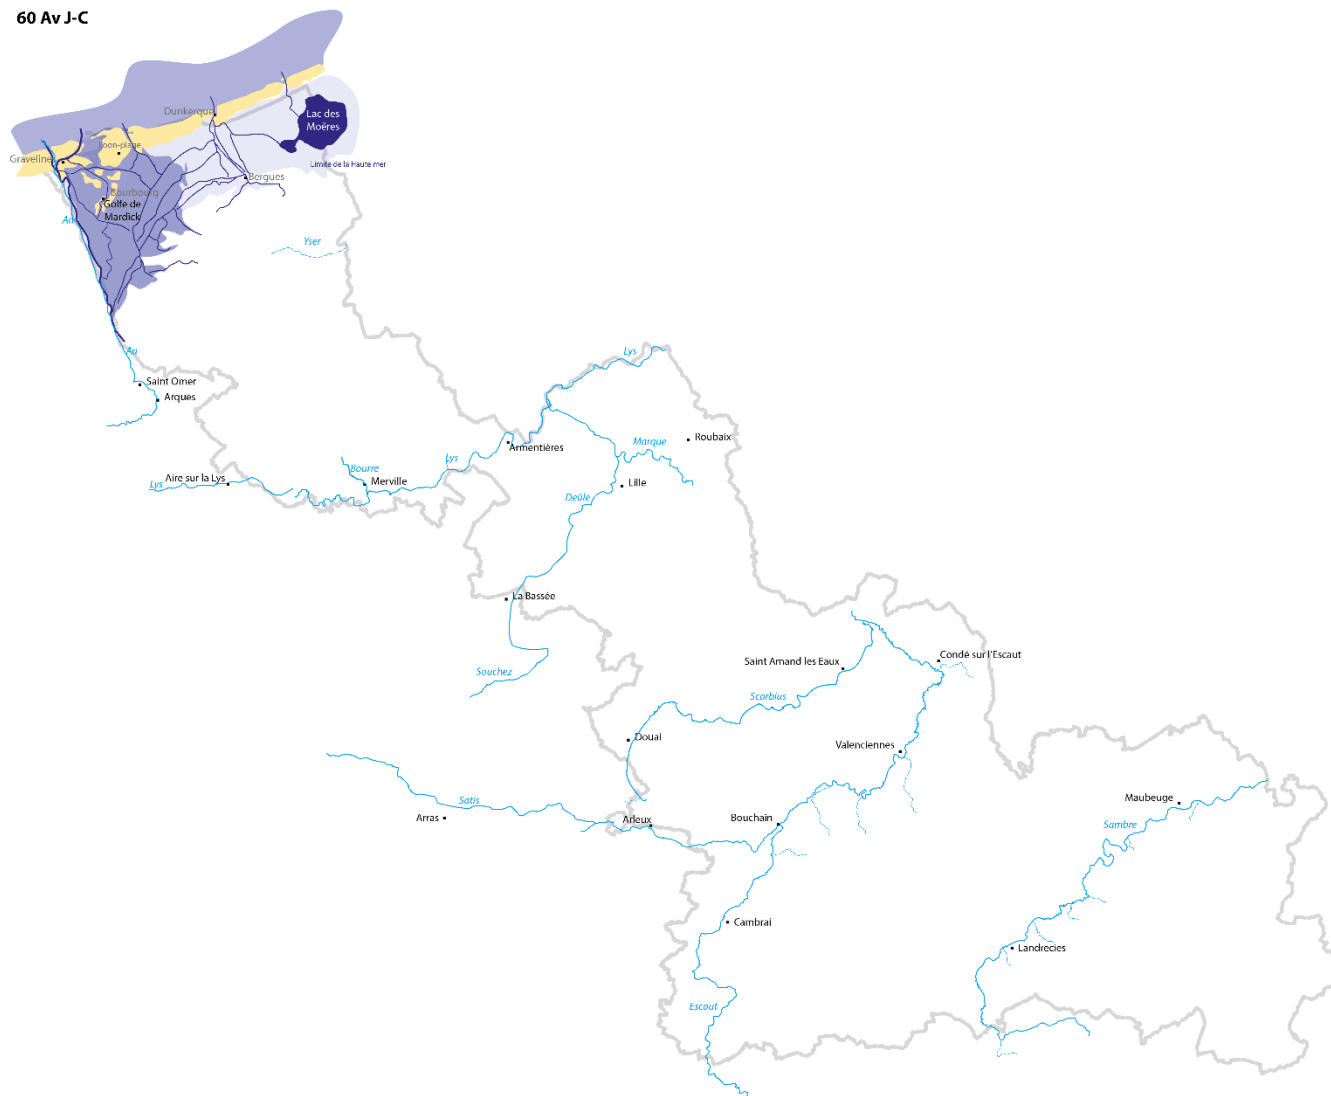 60 Av J-C
Dunkerque
Lac des
Moëres
Loon-plage
Gravelines
Limite de la Haute mer
Bergues
Bourbourg
Golfe de
Mardick
Aa
Yser
Aa
Lys
Saint Omer
Arques
Roubaix
Marque
Armentières
Lys
Bourre
Aire sur la Lys
Merville
Lys
Lille
Deûle
La Bassée
Condé sur l'Escaut
Saint Amand les Eaux
Souchez
Scarbius
Douai
Valenciennes
Maubeuge
Satis
Arras
Arleux
Bouchain
Sambre
Cambrai
Landrecies
Escaut